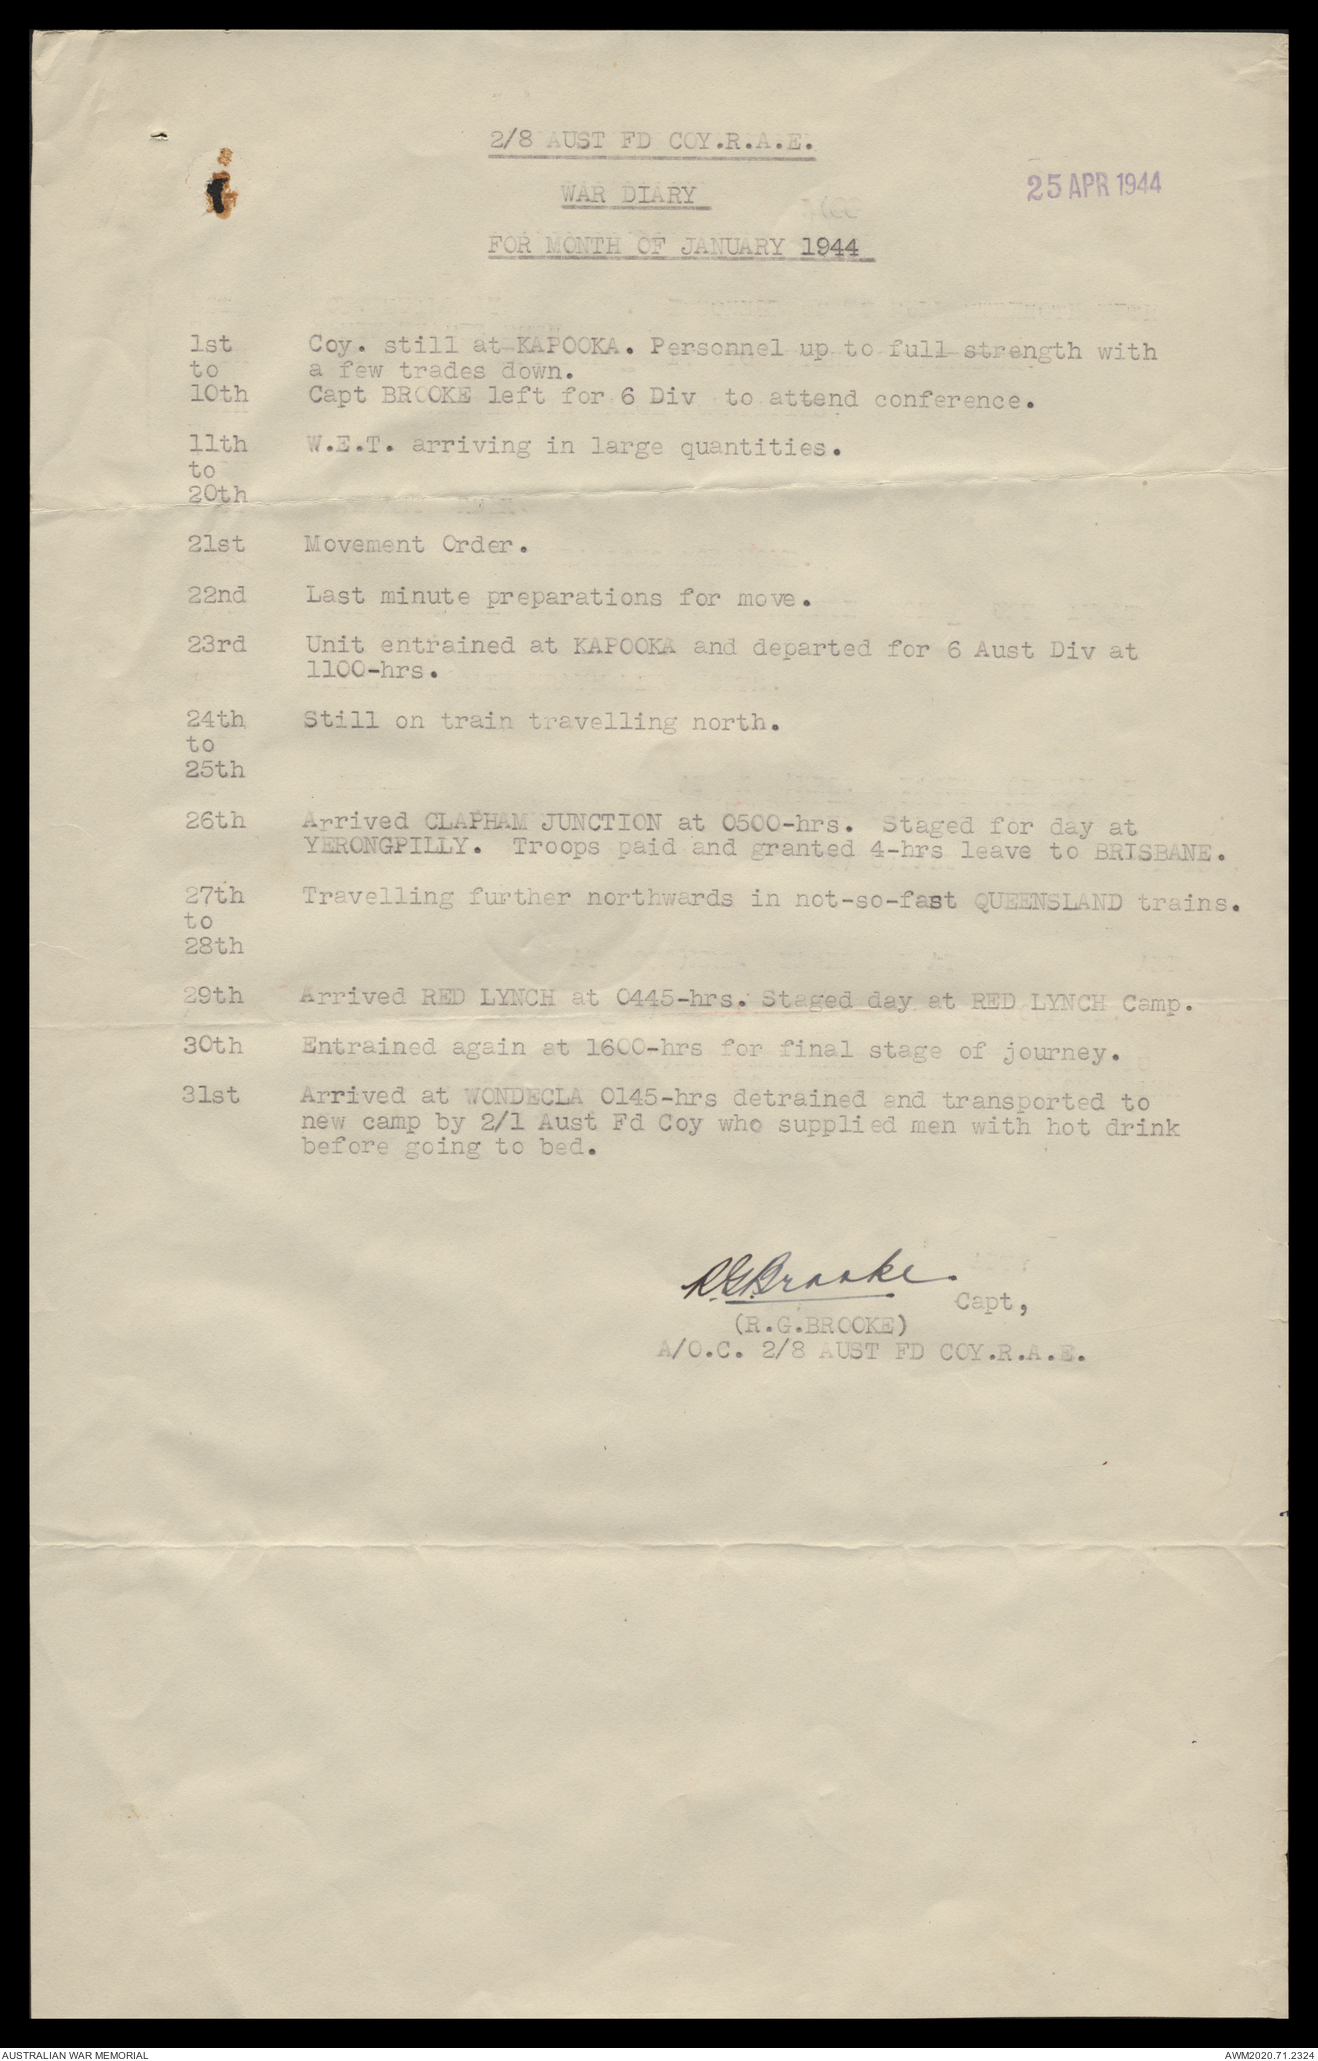 2/8 AUST FD COY.R.A.E.
WAR DIARY
25 APR 1944
FOR MONTH OF JANUARY 1944
1st Coy. still at KAPOOKA. Personnel up to full strength with
to a few trades down.
10th Capt BROOKE left for 6 Div to attend conference.
11th W.E.T. arriving in large quantities.
to
20th
21st Movement Order.
22nd Last minute preparations for move.
23rd Unit entrained at KAPOOKA and departed for 6 Aust Div at
1100-hrs.
24th Still on train travelling north.
to
25th
26th Arrived CLAPHAM JUNCTION at 0500-hrs. Staged for day at
YERONGPILLY. Troops paid and granted 4-hrs leave to BRISBANE.
27th Travelling further northwards in not-so-fast QUEENSLAND trains.
to
28th
29th Arrived RED LYNCH at 0445-hrs. Staged day at RED LYNCH Camp.
30th Entrained again at 1600-hrs for final stage of journey.
31st Arrived at WONDECLA 0145-hrs detrained and transported to
new camp by 2/1 Aust Fd Coy who supplied men with hot drink
before going to bed.
R.G.Brooke.
Capt,
(R.G.BROOKE)
A/O.C. 2/8 AUST FD COY.R.A.E.
AUSTRALIAN WAR MEMORIAL
AWM2020.71.2324